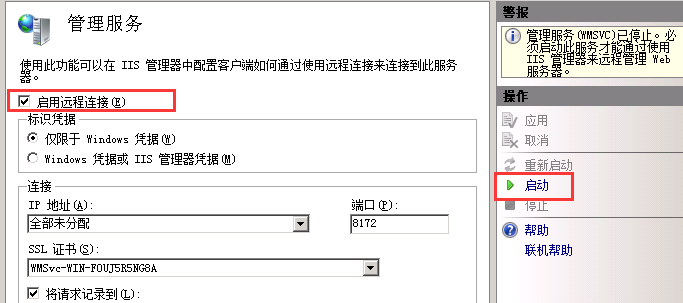 管理服务
使用此功能可以在 IIS 管理器中配置客户端如何通过使用远程连接来连接到此服务
器。
启用远程连接(E)
标识凭据
仅限于 Windows 凭据(W)
Windows 凭据或 IIS 管理器凭据(M)
连接
IP 地址(A):
端口(P):
全部未分配
8172
SSL 证书(S):
WMSvc-WIN-FOUJ5R5NG8A
将请求记录到(L):
警报
管理服务(WMSVC)已停止。必
须启动此服务才能通过使用
IIS 管理器来远程管理 Web
服务器。
操作
应用
取消
重新启动
启动
停止
帮助
联机帮助